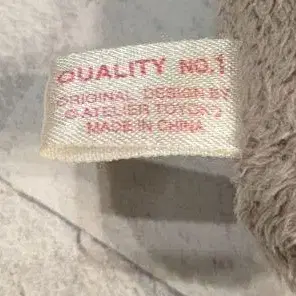 QUALITY NO.1
ORIGINAL DESIGN BY
© ATELIER
MADE IN CHINA